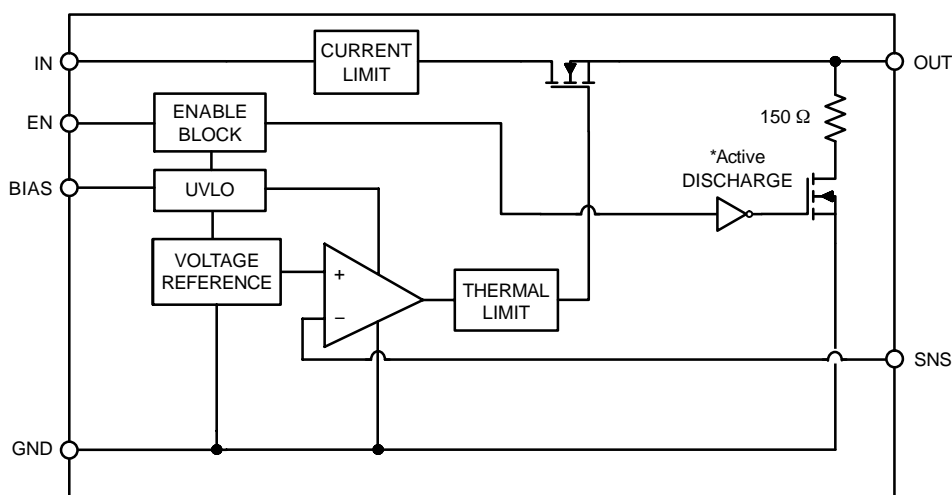 IN
CURRENT
LIMIT
OUT
EN
ENABLE
BLOCK
150 Ω
*Active
DISCHARGE
BIAS
UVLO
VOLTAGE
REFERENCE
+
−
THERMAL
LIMIT
SNS
GND